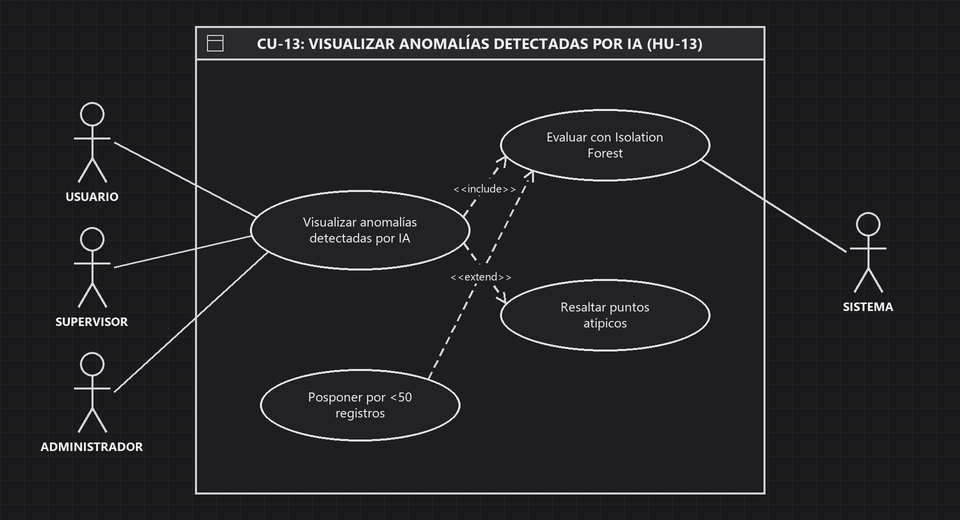 CU-13: VISUALIZAR ANOMALÍAS DETECTADAS POR IA (HU-13)
USUARIO
SUPERVISOR
ADMINISTRADOR
Visualizar anomalías
detectadas por IA
<<include>>
<<extend>>
Evaluar con Isolation
Forest
Resaltar puntos
atípicos
Posponer por <50
registros
SISTEMA